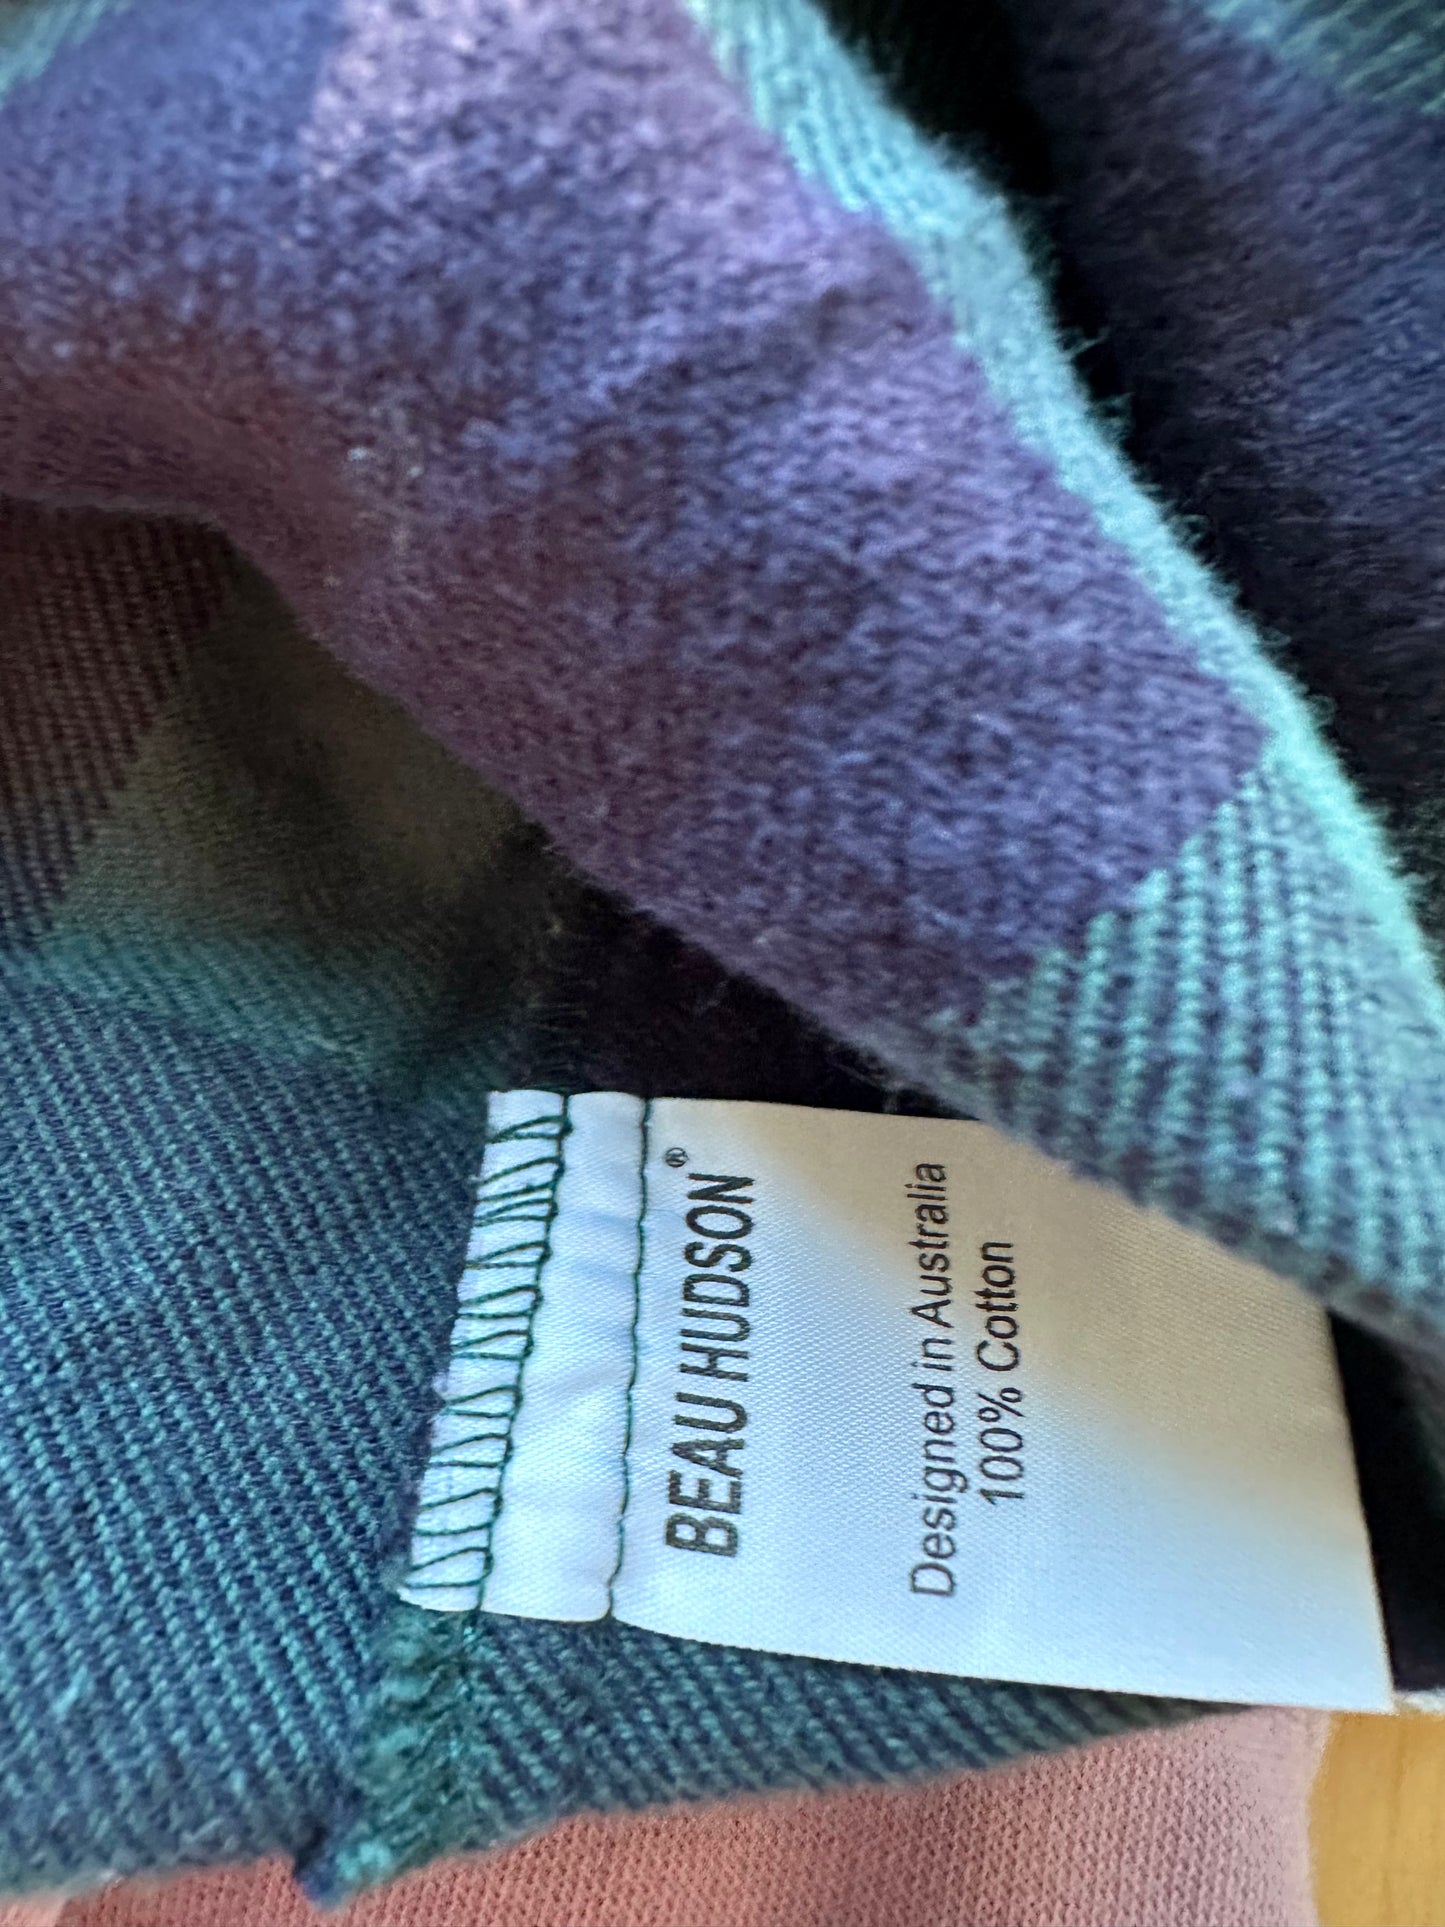 BEAU HUDSON®
Designed in Australia
100% Cotton